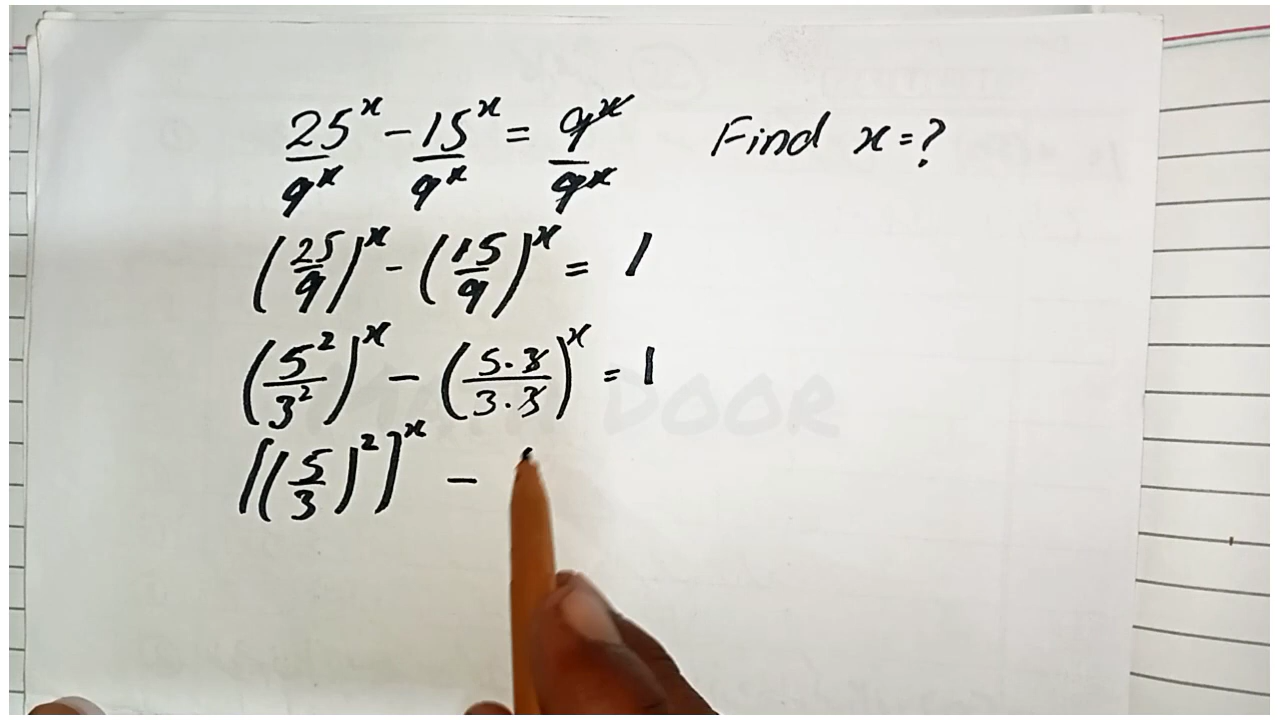 25^x/9^x - 15^x/9^x = 9^x/9^x Find x=?
(25/9)^x - (15/9)^x = 1
(5^2/3^2)^x - (5·3/3·3)^x = 1
[(5/3)^2]^x -